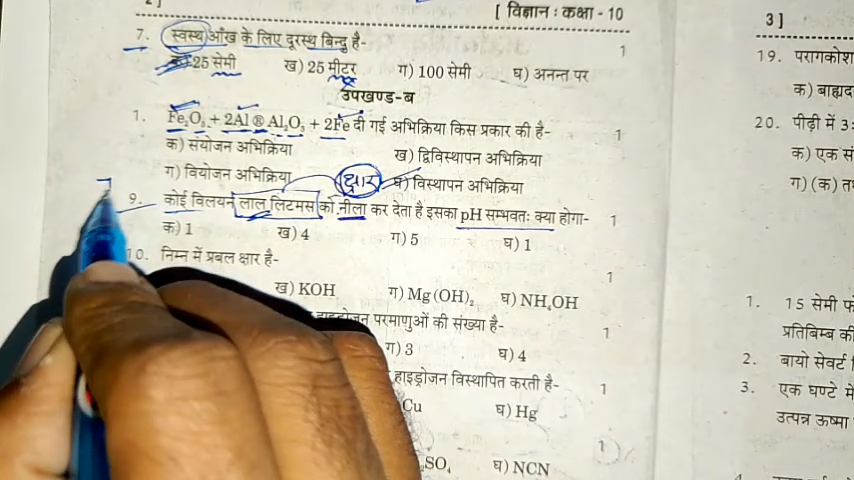 [ विज्ञान : कक्षा - 10
7. स्वस्थ आँख के लिए दूरस्थ बिन्दु है- 1
क) 25 सेमी ख) 25 मीटर ग) 100 सेमी घ) अनन्त पर
उपखण्ड-ब
1. Fe₂O₃ + 2Al ® Al₂O₃ + 2Fe दी गई अभिक्रिया किस प्रकार की है- 1
क) संयोजन अभिक्रिया ख) द्विविस्थापन अभिक्रिया
ग) वियोजन अभिक्रिया घ) विस्थापन अभिक्रिया
क्षार
9. कोई विलयन लाल लिटमस को नीला कर देता है इसका pH सम्भवतः क्या होगा- 1
क) 1 ख) 4 ग) 5 घ) 1
10. निम्न में प्रबल क्षार है- 1
ख) KOH ग) Mg(OH)₂ घ) NH₄OH
हाइड्रोजन परमाणुओं की संख्या है- 1
ग) 3 घ) 4
हाइड्रोजन विस्थापित करती है- 1
Cu घ) Hg
1
SO₄ घ) NCN
3 ]
19. परागकोश
क) बाह्यद
20. पीढ़ी में 3 :
क) एक सं
ग) (क) त
1. 15 सेमी फ
प्रतिबिम्ब की
2. बायो सेवर्ट f
3. एक घण्टे मे
उत्पन्न ऊष्मा